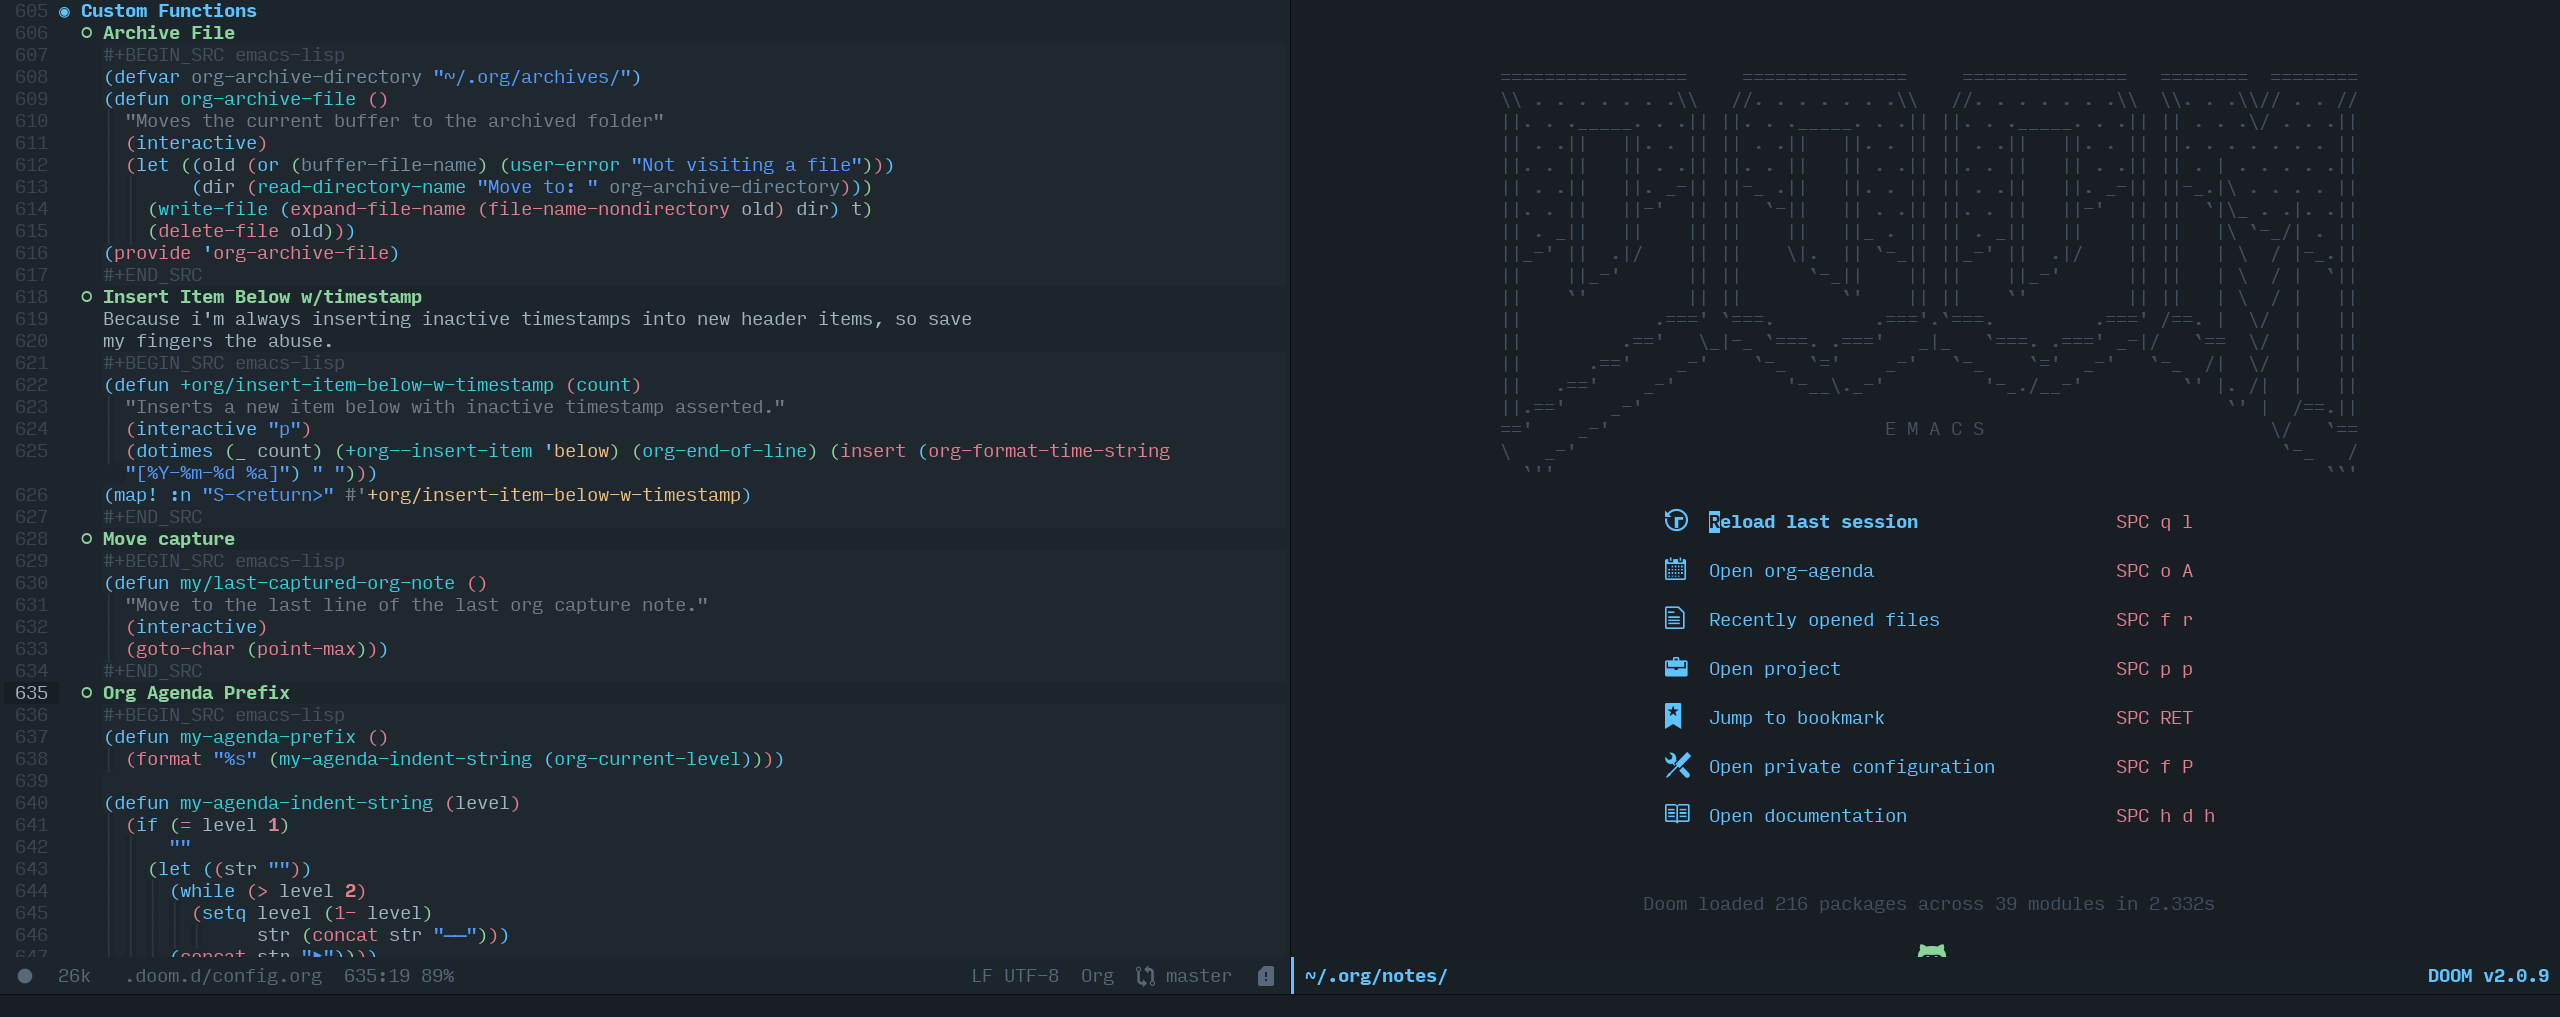 605 ◉ Custom Functions
606 ○ Archive File
607 #+BEGIN_SRC emacs-lisp
608 (defvar org-archive-directory "~/.org/archives/")
609 (defun org-archive-file ()
610 "Moves the current buffer to the archived folder"
611 (interactive)
612 (let ((old (or (buffer-file-name) (user-error "Not visiting a file")))
613 (dir (read-directory-name "Move to: " org-archive-directory)))
614 (write-file (expand-file-name (file-name-nondirectory old) dir) t)
615 (delete-file old)))
616 (provide 'org-archive-file)
617 #+END_SRC
618 ○ Insert Item Below w/timestamp
619 Because i'm always inserting inactive timestamps into new header items, so save
620 my fingers the abuse.
621 #+BEGIN_SRC emacs-lisp
622 (defun +org/insert-item-below-w-timestamp (count)
623 "Inserts a new item below with inactive timestamp asserted."
624 (interactive "p")
625 (dotimes (_ count) (+org--insert-item 'below) (org-end-of-line) (insert (org-format-time-string
"[%Y-%m-%d %a]") " ")))
626 (map! :n "S-<return>" #'+org/insert-item-below-w-timestamp)
627 #+END_SRC
628 ○ Move capture
629 #+BEGIN_SRC emacs-lisp
630 (defun my/last-captured-org-note ()
631 "Move to the last line of the last org capture note."
632 (interactive)
633 (goto-char (point-max)))
634 #+END_SRC
635 ○ Org Agenda Prefix
636 #+BEGIN_SRC emacs-lisp
637 (defun my-agenda-prefix ()
638 (format "%s" (my-agenda-indent-string (org-current-level))))
639
640 (defun my-agenda-indent-string (level)
641 (if (= level 1)
642 ""
643 (let ((str ""))
644 (while (> level 2)
645 (setq level (1- level)
646 str (concat str "──")))
647 (concat str "►"))))
26k .doom.d/config.org 635:19 89% LF UTF-8 Org master
EMACS
Reload last session SPC q l
Open org-agenda SPC o A
Recently opened files SPC f r
Open project SPC p p
Jump to bookmark SPC RET
Open private configuration SPC f P
Open documentation SPC h d h
Doom loaded 216 packages across 39 modules in 2.332s
~/.org/notes/ DOOM v2.0.9